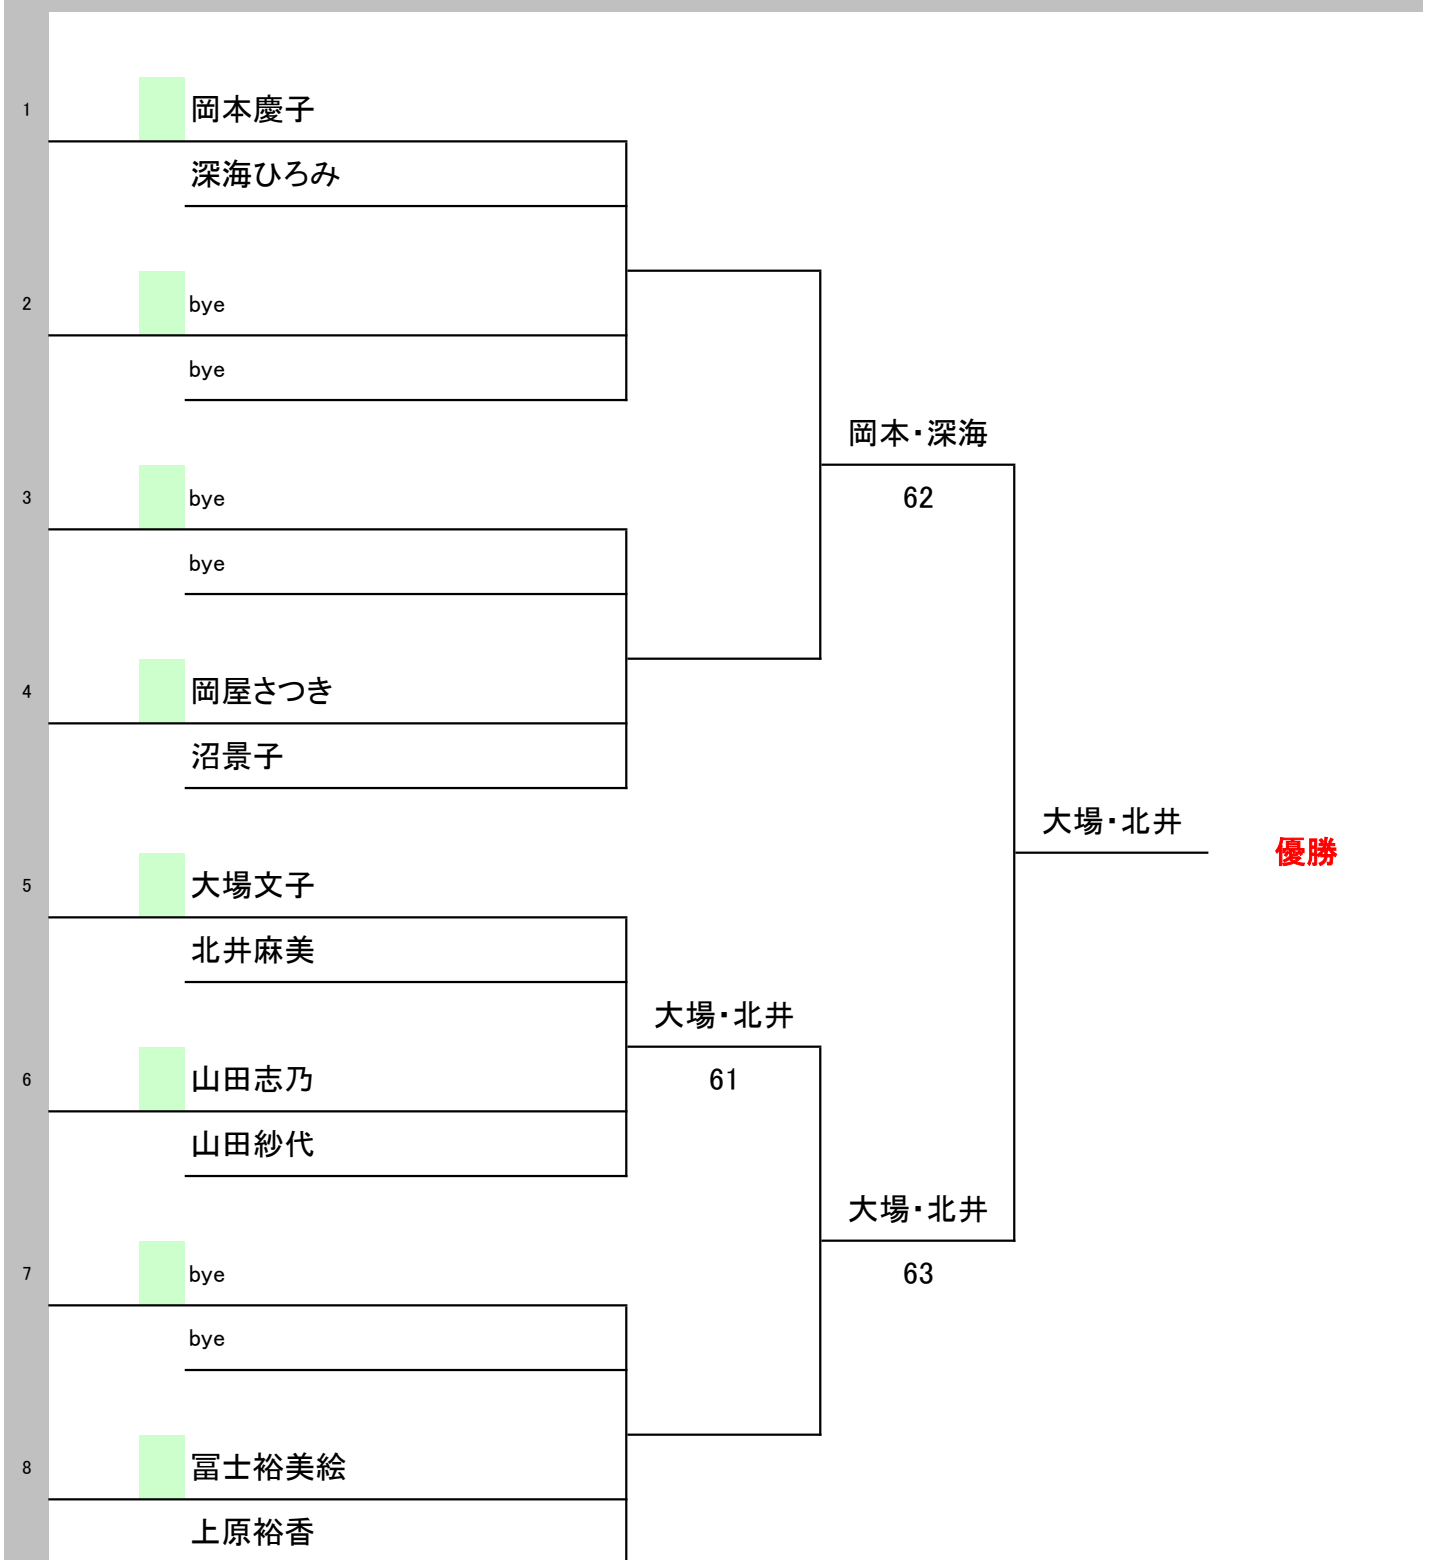 1
岡本慶子
深海ひろみ
2
bye
bye
岡本・深海
3
bye
62
bye
4
岡屋さつき
沼景子
大場・北井
優勝
5
大場文子
北井麻美
大場・北井
6
山田志乃
61
山田紗代
大場・北井
7
bye
63
bye
8
冨士裕美絵
上原裕香